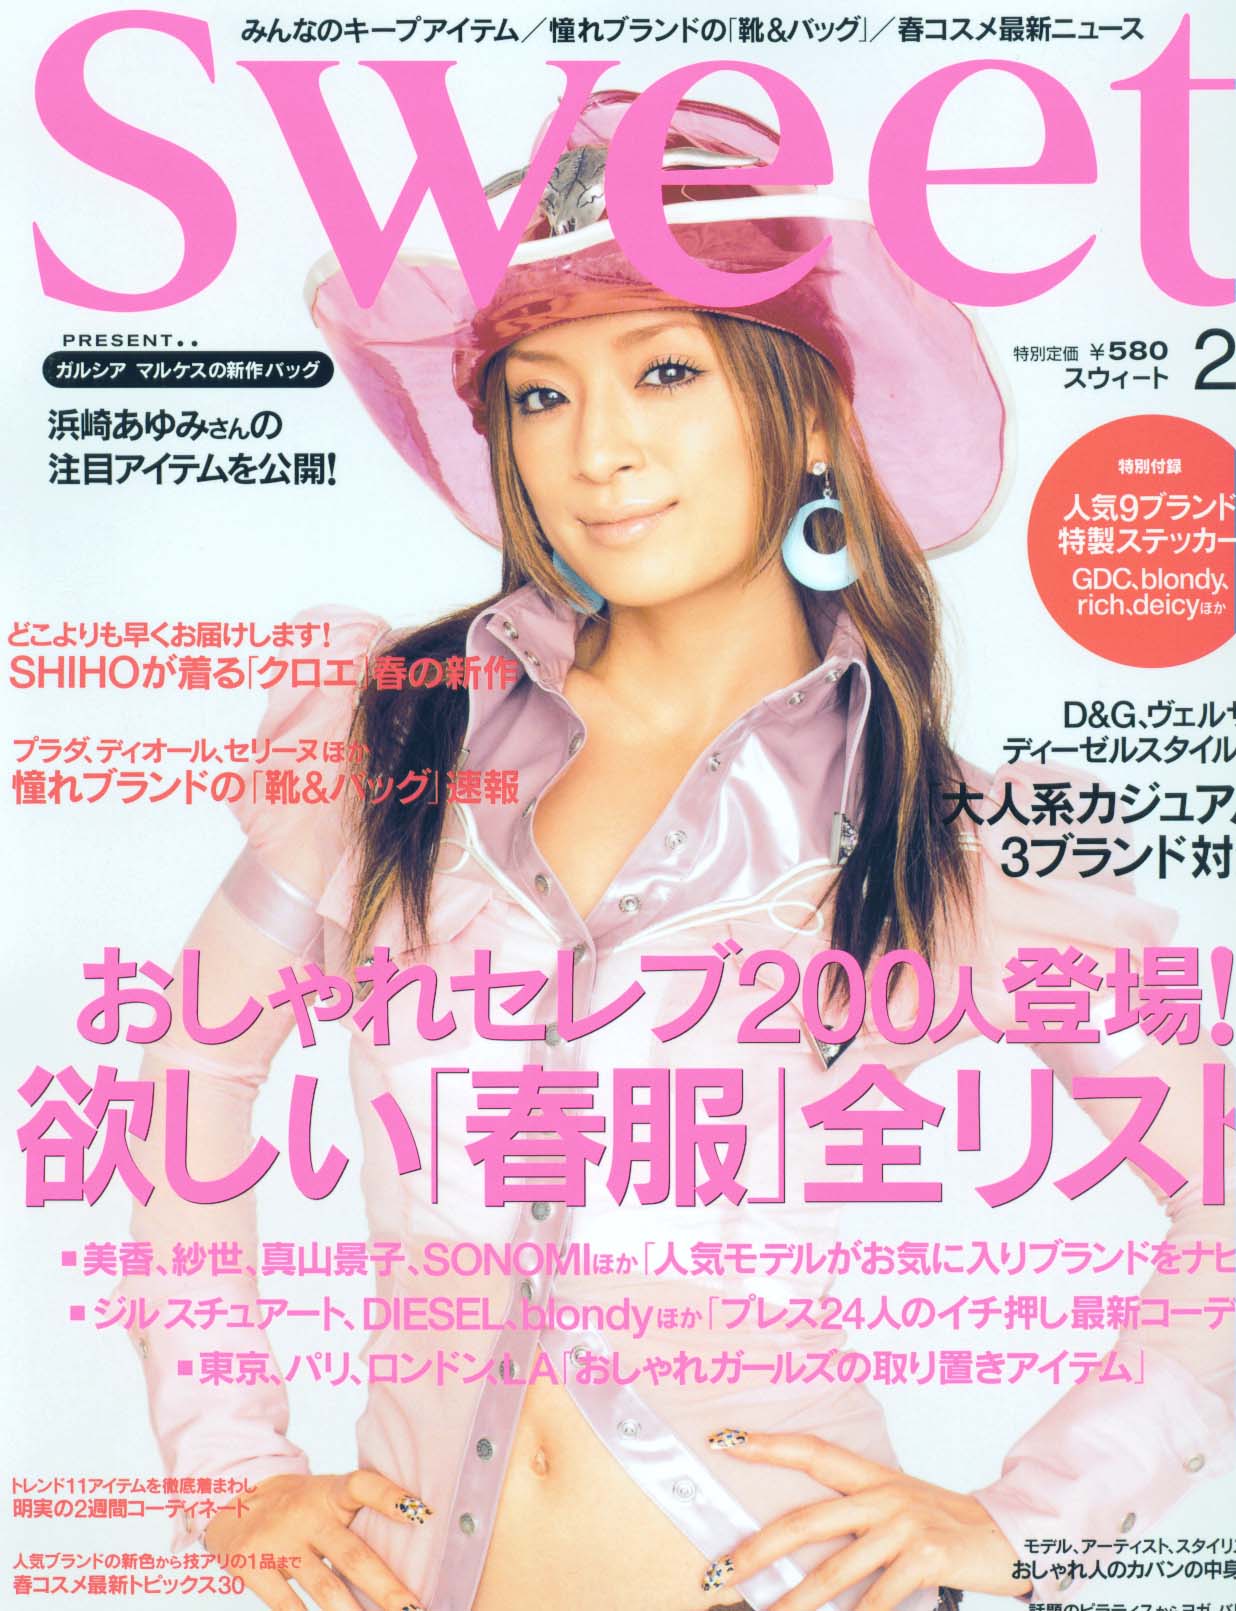 みんなのキープアイテム／憧れブランドの「靴&バッグ」／春コスメ最新ニュース
sweet
PRESENT..
ガルシア マルケスの新作バッグ
浜崎あゆみさんの
注目アイテムを公開!
特別定価 ¥580
スウィート
2
特別付録
人気9ブランド
特製ステッカー
GDC、blondy、
rich、deicyほか
どこよりも早くお届けします!
SHIHOが着る「クロエ」春の新作
プラダ、ディオール、セリーヌほか
憧れブランドの「靴&バッグ」速報
D&G、ヴェルサ
ディーゼルスタイル
大人系カジュアル
3ブランド対
おしゃれセレブ200人登場!
欲しい「春服」全リスト
■美香、紗世、真山景子、SONOMIほか「人気モデルがお気に入りブランドをナビ
■ジル スチュアート、DIESEL、blondyほか「プレス24人のイチ押し最新コーデ
■東京、パリ、ロンドン、LA「おしゃれガールズの取り置きアイテム」
トレンド11アイテムを徹底着まわし
明実の2週間コーディネート
人気ブランドの新色から技アリの1品まで
春コスメ最新トピックス30
モデル、アーティスト、スタイリス
おしゃれ人のカバンの中身
話題のピラティスからヨガ、バレ